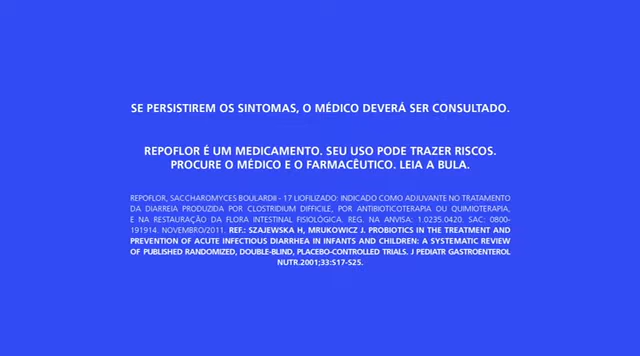 SE PERSISTIREM OS SINTOMAS, O MÉDICO DEVERÁ SER CONSULTADO.
REPOFLOR É UM MEDICAMENTO. SEU USO PODE TRAZER RISCOS.
PROCURE O MÉDICO E O FARMACÊUTICO. LEIA A BULA.
REPOFLOR, SACCHAROMYCES BOULARDII - 17 LIOFILIZADO: INDICADO COMO ADJUVANTE NO TRATAMENTO
DA DIARREIA PRODUZIDA POR CLOSTRIDIUM DIFFICILE, POR ANTIBIOTICOTERAPIA OU QUIMIOTERAPIA,
E NA RESTAURAÇÃO DA FLORA INTESTINAL FISIOLÓGICA. REG. NA ANVISA: 1.0235.0420. SAC: 0800-
191914. NOVEMBRO/2011. REF.: SZAJEWSKA H, MRUKOWICZ J. PROBIOTICS IN THE TREATMENT AND
PREVENTION OF ACUTE INFECTIOUS DIARRHEA IN INFANTS AND CHILDREN: A SYSTEMATIC REVIEW
OF PUBLISHED RANDOMIZED, DOUBLE-BLIND, PLACEBO-CONTROLLED TRIALS. J PEDIATR GASTROENTEROL
NUTR.2001;33:S17-S25.